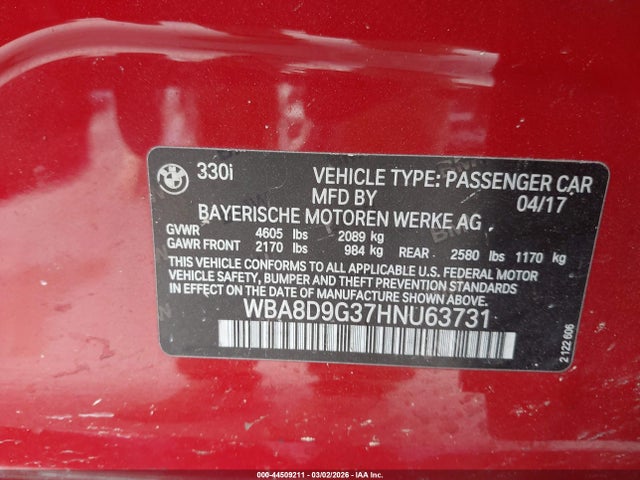 BMW 330i VEHICLE TYPE: PASSENGER CAR
MFD BY 04/17
BAYERISCHE MOTOREN WERKE AG
GVWR 4605 lbs 2089 kg
GAWR FRONT 2170 lbs 984 kg REAR 2580 lbs 1170 kg
THIS VEHICLE CONFORMS TO ALL APPLICABLE U.S. FEDERAL MOTOR
VEHICLE SAFETY, BUMPER AND THEFT PREVENTION STANDARDS IN
EFFECT ON THE DATE OF MANUFACTURE SHOWN ABOVE.
WBA8D9G37HNU63731
2122606
000-44509211 - 03/02/2026 - IAA Inc.